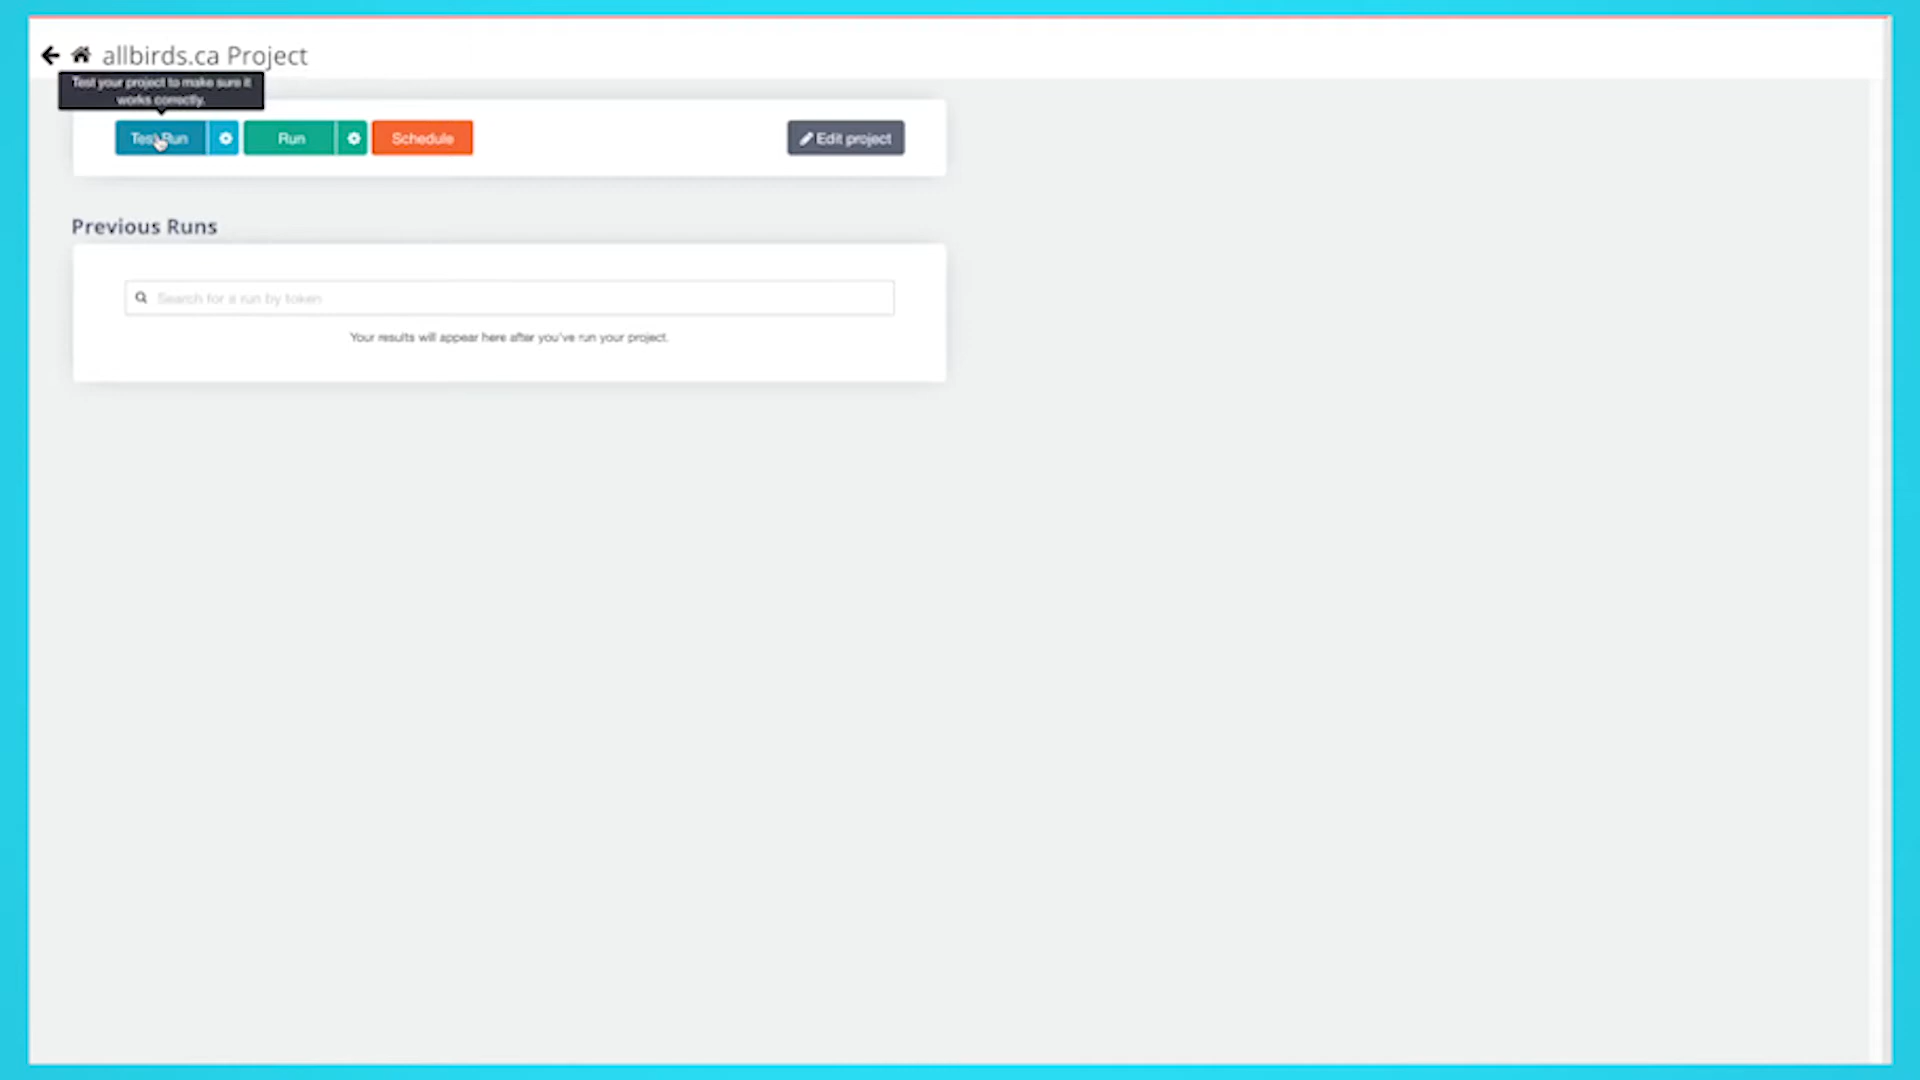 allbirds.ca Project
Test your project to make sure it
works correctly.
Test Run
Run
Schedule
Edit project
Previous Runs
Search for a run by token
Your results will appear here after you've run your project.